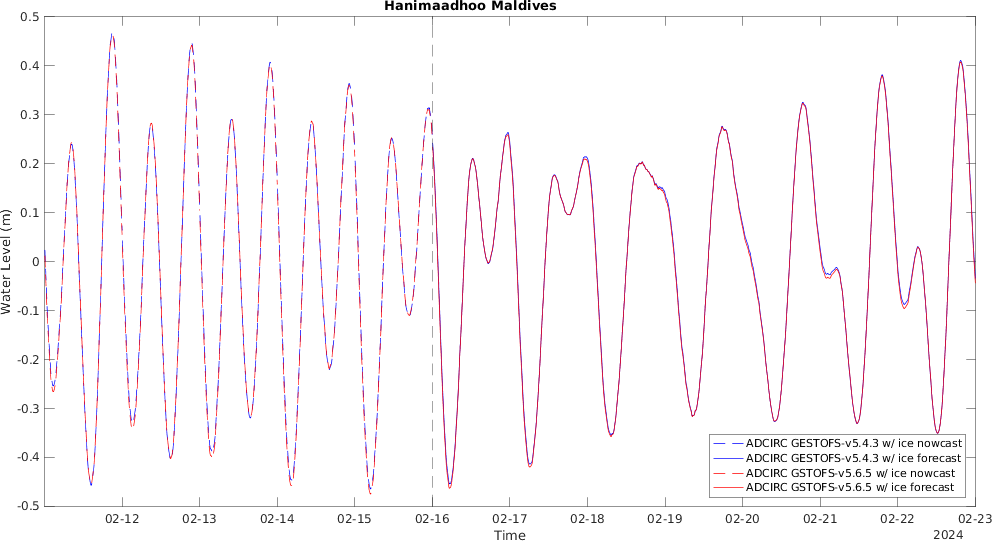 Hanimaadhoo Maldives
0.5
0.4
0.3
0.2
0.1
0
-0.1
-0.2
-0.3
-0.4
-0.5
Water Level (m)
ADCIRC GESTOFS-v5.4.3 w/ ice nowcast
ADCIRC GESTOFS-v5.4.3 w/ ice forecast
ADCIRC GSTOFS-v5.6.5 w/ ice nowcast
ADCIRC GSTOFS-v5.6.5 w/ ice forecast
02-12 02-13 02-14 02-15 02-16 02-17 02-18 02-19 02-20 02-21 02-22 02-23
Time
2024